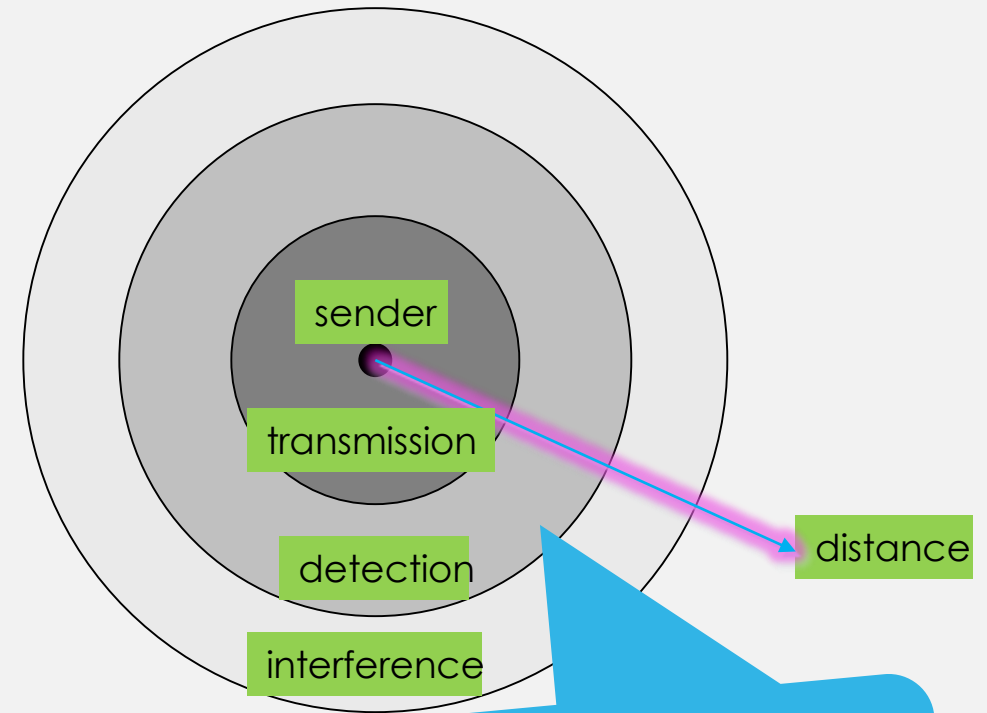 sender
transmission
distance
detection
interference